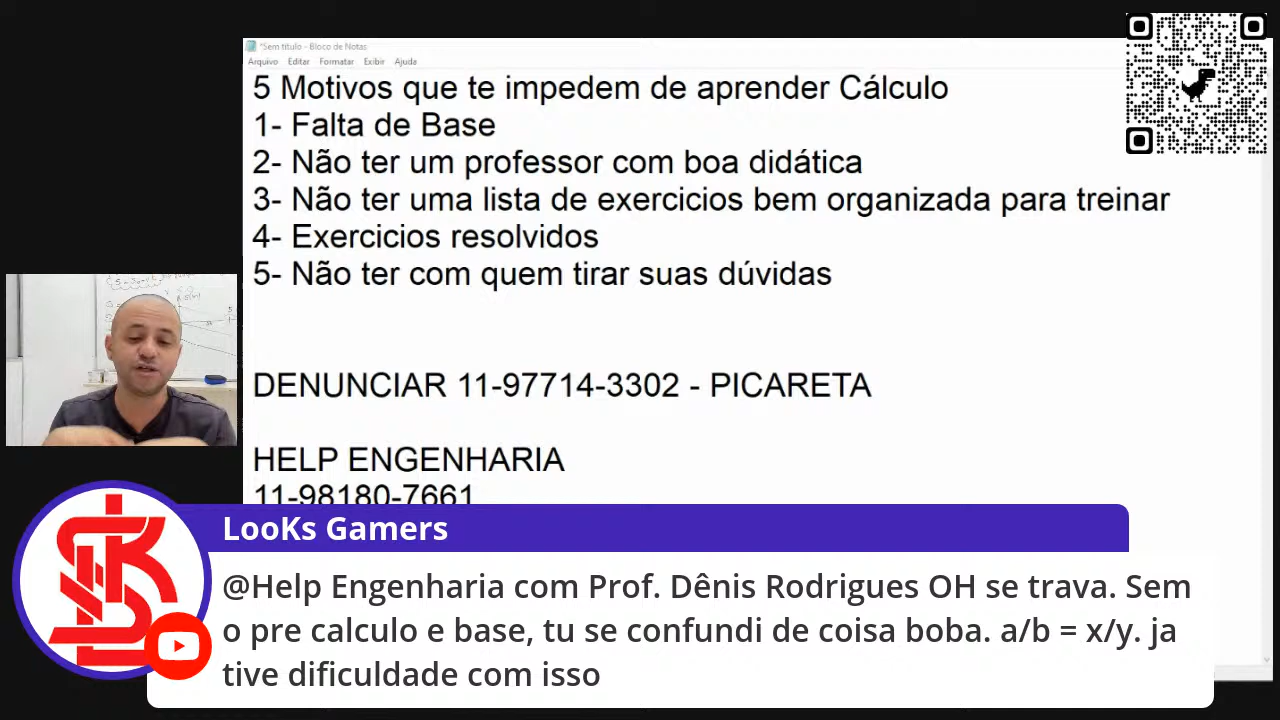 *Sem título - Bloco de Notas
Arquivo Editar Formatar Exibir Ajuda
5 Motivos que te impedem de aprender Cálculo
1- Falta de Base
2- Não ter um professor com boa didática
3- Não ter uma lista de exercicios bem organizada para treinar
4- Exercicios resolvidos
5- Não ter com quem tirar suas dúvidas
DENUNCIAR 11-97714-3302 - PICARETA
HELP ENGENHARIA
11-98180-7661
LooKs Gamers
@Help Engenharia com Prof. Dênis Rodrigues OH se trava. Sem
o pre calculo e base, tu se confundi de coisa boba. a/b = x/y. ja
tive dificuldade com isso